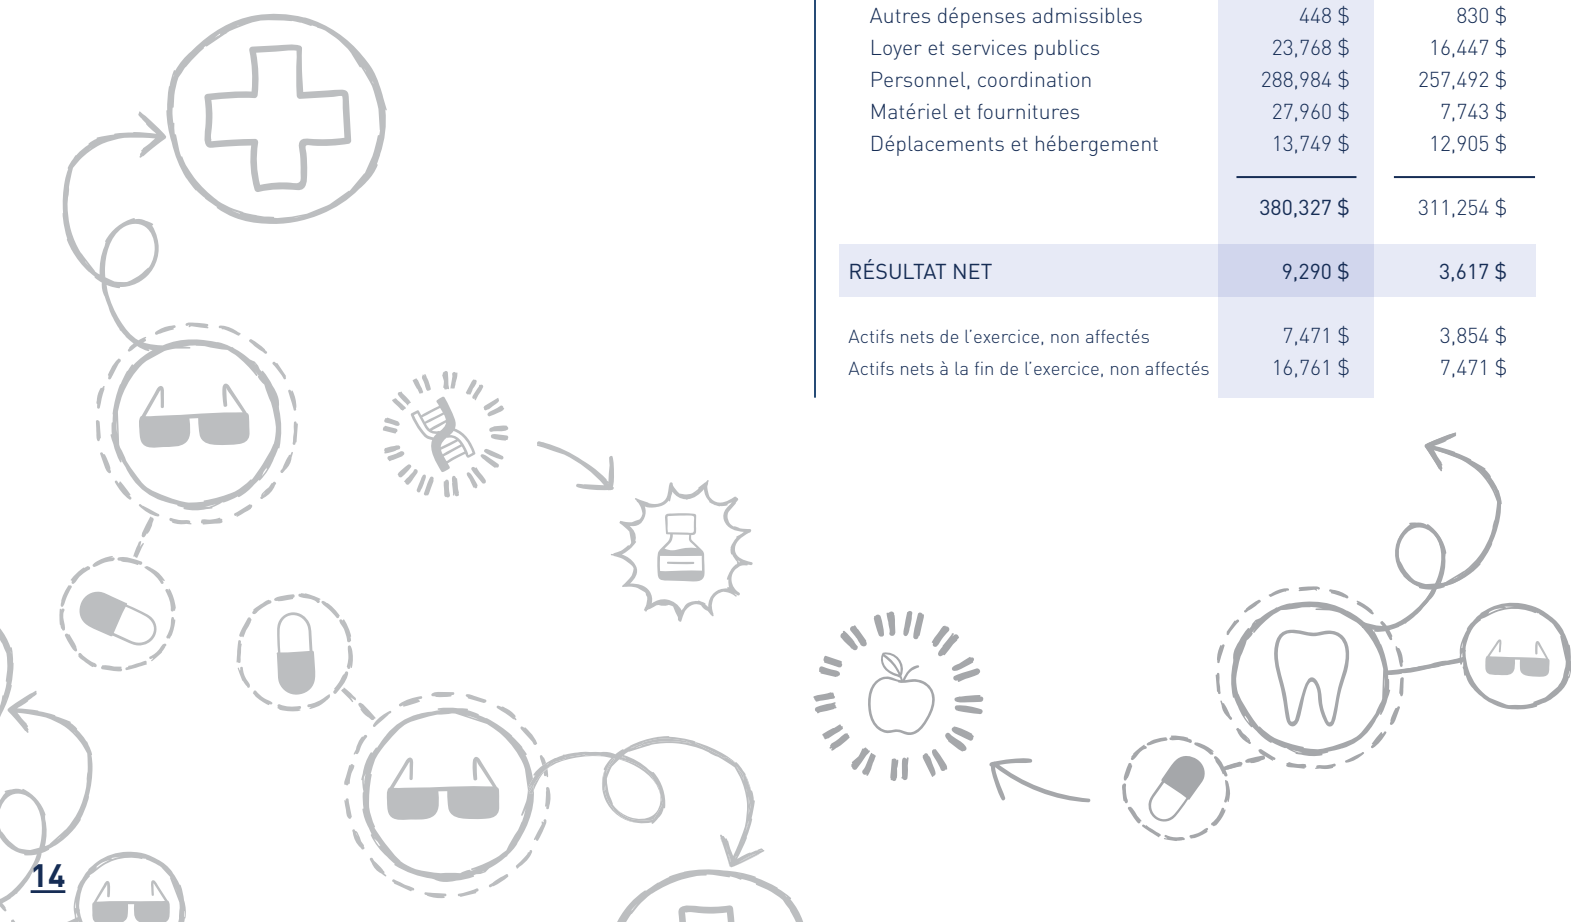 Autres dépenses admissibles 448 $ 830 $
Loyer et services publics 23,768 $ 16,447 $
Personnel, coordination 288,984 $ 257,492 $
Matériel et fournitures 27,960 $ 7,743 $
Déplacements et hébergement 13,749 $ 12,905 $
380,327 $ 311,254 $
RÉSULTAT NET 9,290 $ 3,617 $
Actifs nets de l’exercice, non affectés 7,471 $ 3,854 $
Actifs nets à la fin de l’exercice, non affectés 16,761 $ 7,471 $
14